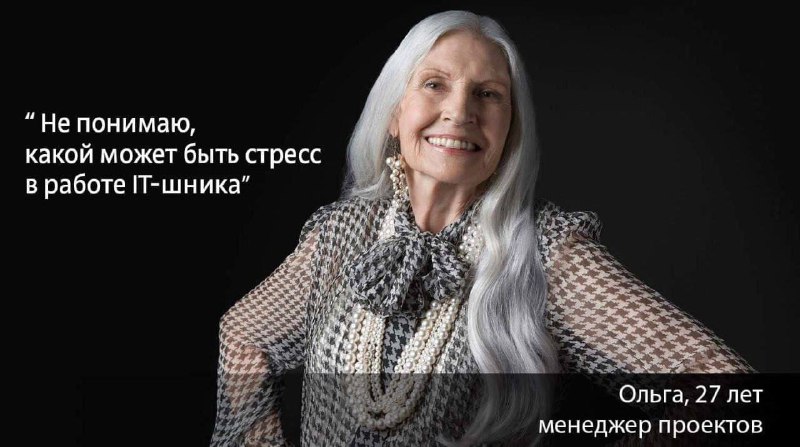 “ Не понимаю,
какой может быть стресс
в работе IT-шника”
Ольга, 27 лет
менеджер проектов